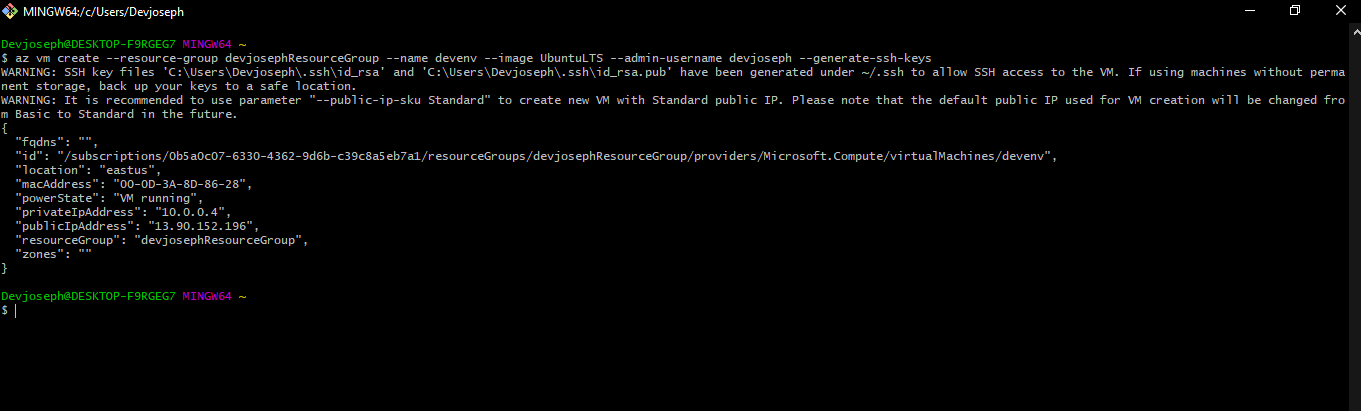 MINGW64:/c/Users/Devjoseph
Devjoseph@DESKTOP-F9RGEG7 MINGW64 ~
$ az vm create --resource-group devjosephResourceGroup --name devenv --image UbuntuLTS --admin-username devjoseph --generate-ssh-keys
WARNING: SSH key files 'C:\Users\Devjoseph\.ssh\id_rsa' and 'C:\Users\Devjoseph\.ssh\id_rsa.pub' have been generated under ~/.ssh to allow SSH access to the VM. If using machines without perma
nent storage, back up your keys to a safe location.
WARNING: It is recommended to use parameter "--public-ip-sku Standard" to create new VM with Standard public IP. Please note that the default public IP used for VM creation will be changed fro
m Basic to Standard in the future.
{
  "fqdns": "",
  "id": "/subscriptions/0b5a0c07-6330-4362-9d6b-c39c8a5eb7a1/resourceGroups/devjosephResourceGroup/providers/Microsoft.Compute/virtualMachines/devenv",
  "location": "eastus",
  "macAddress": "00-0D-3A-8D-86-28",
  "powerState": "VM running",
  "privateIpAddress": "10.0.0.4",
  "publicIpAddress": "13.90.152.196",
  "resourceGroup": "devjosephResourceGroup",
  "zones": ""
}
Devjoseph@DESKTOP-F9RGEG7 MINGW64 ~
$